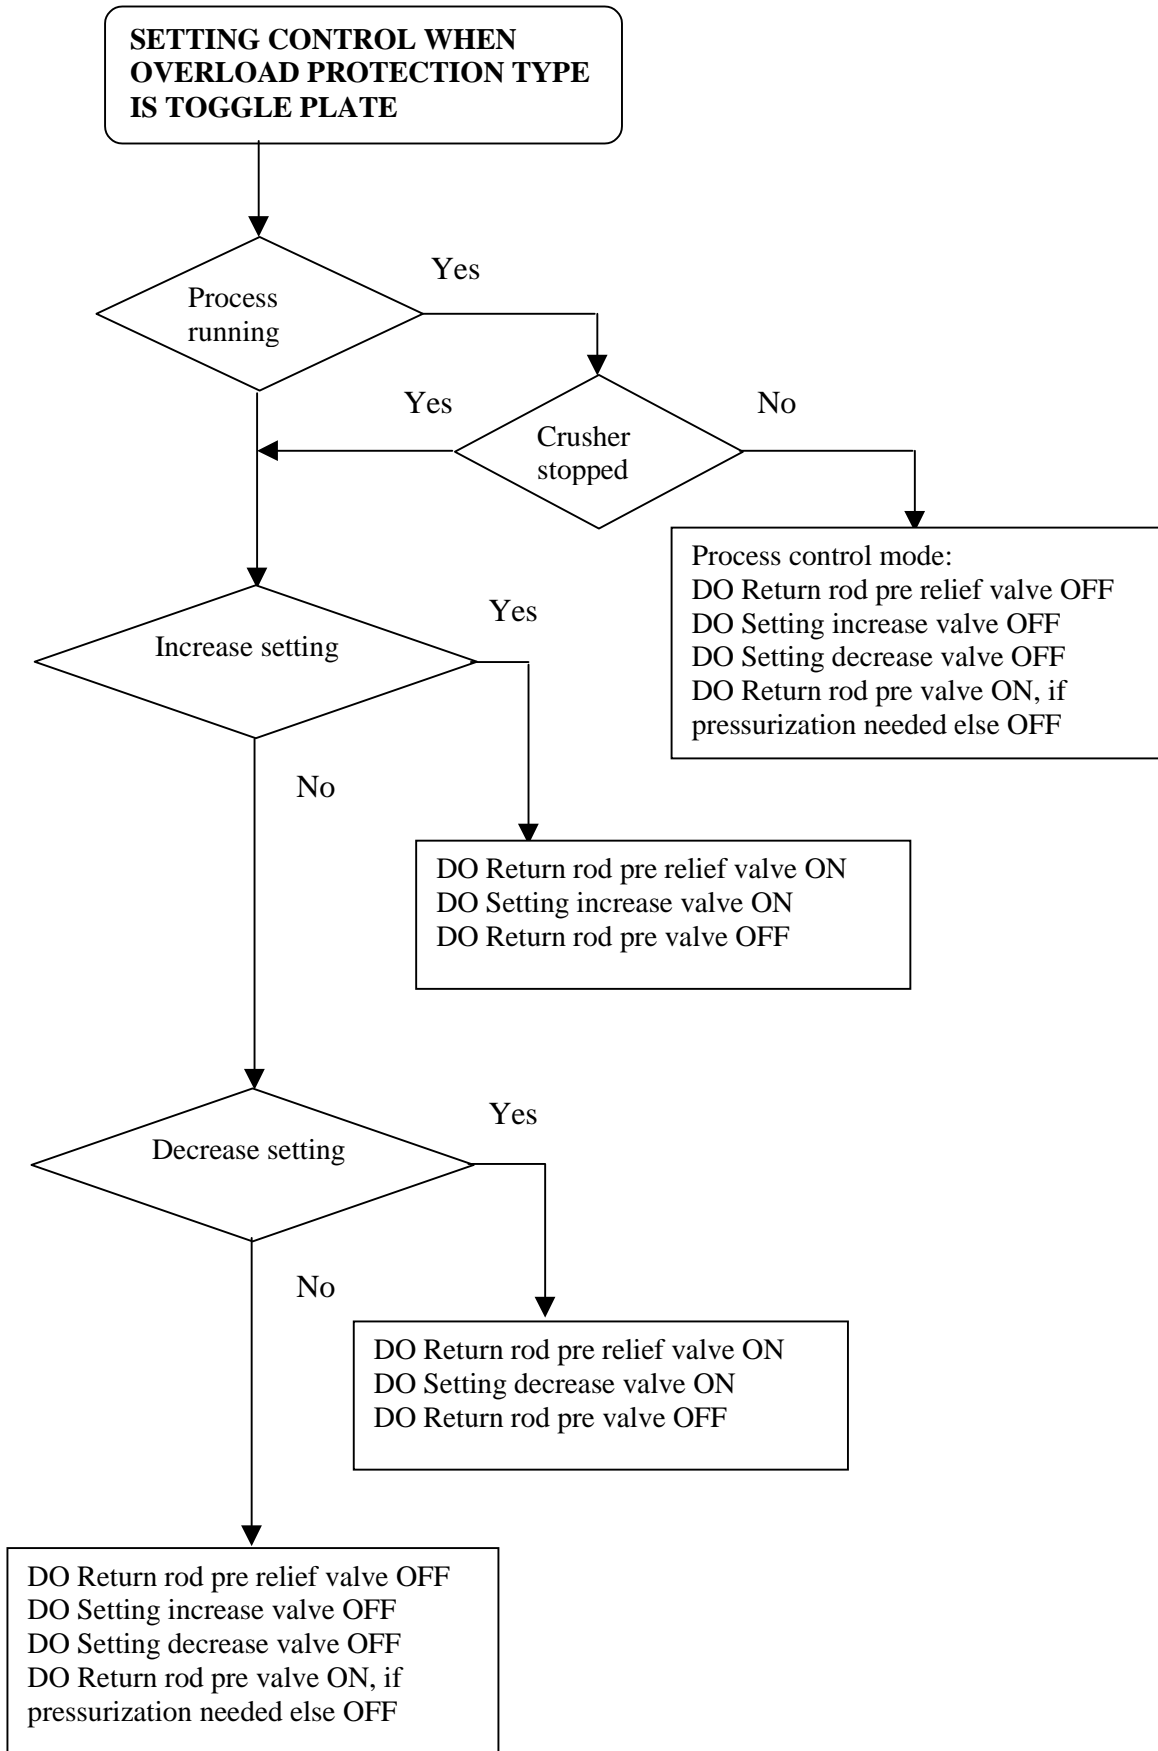 SETTING CONTROL WHEN
OVERLOAD PROTECTION TYPE
IS TOGGLE PLATE
Yes
Process
running
Yes
No
Crusher
stopped
Process control mode:
DO Return rod pre relief valve OFF
DO Setting increase valve OFF
DO Setting decrease valve OFF
DO Return rod pre valve ON, if
pressurization needed else OFF
Yes
Increase setting
No
DO Return rod pre relief valve ON
DO Setting increase valve ON
DO Return rod pre valve OFF
Yes
Decrease setting
No
DO Return rod pre relief valve ON
DO Setting decrease valve ON
DO Return rod pre valve OFF
DO Return rod pre relief valve OFF
DO Setting increase valve OFF
DO Setting decrease valve OFF
DO Return rod pre valve ON, if
pressurization needed else OFF